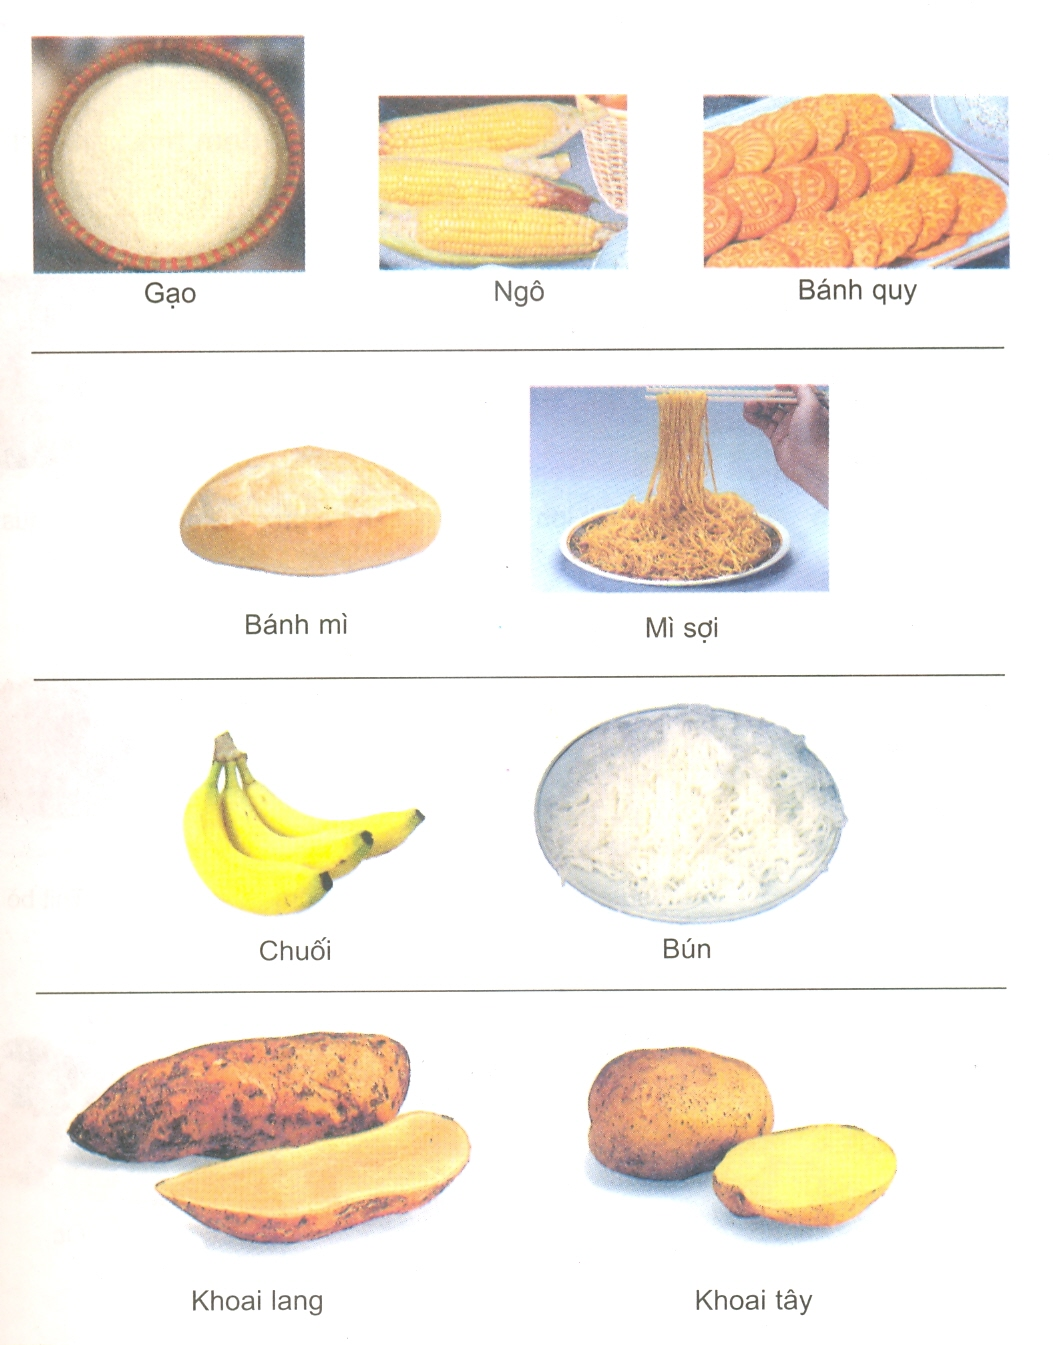 Gạo
Ngô
Bánh quy
Bánh mì
Mì sợi
Chuối
Bún
Khoai lang
Khoai tây